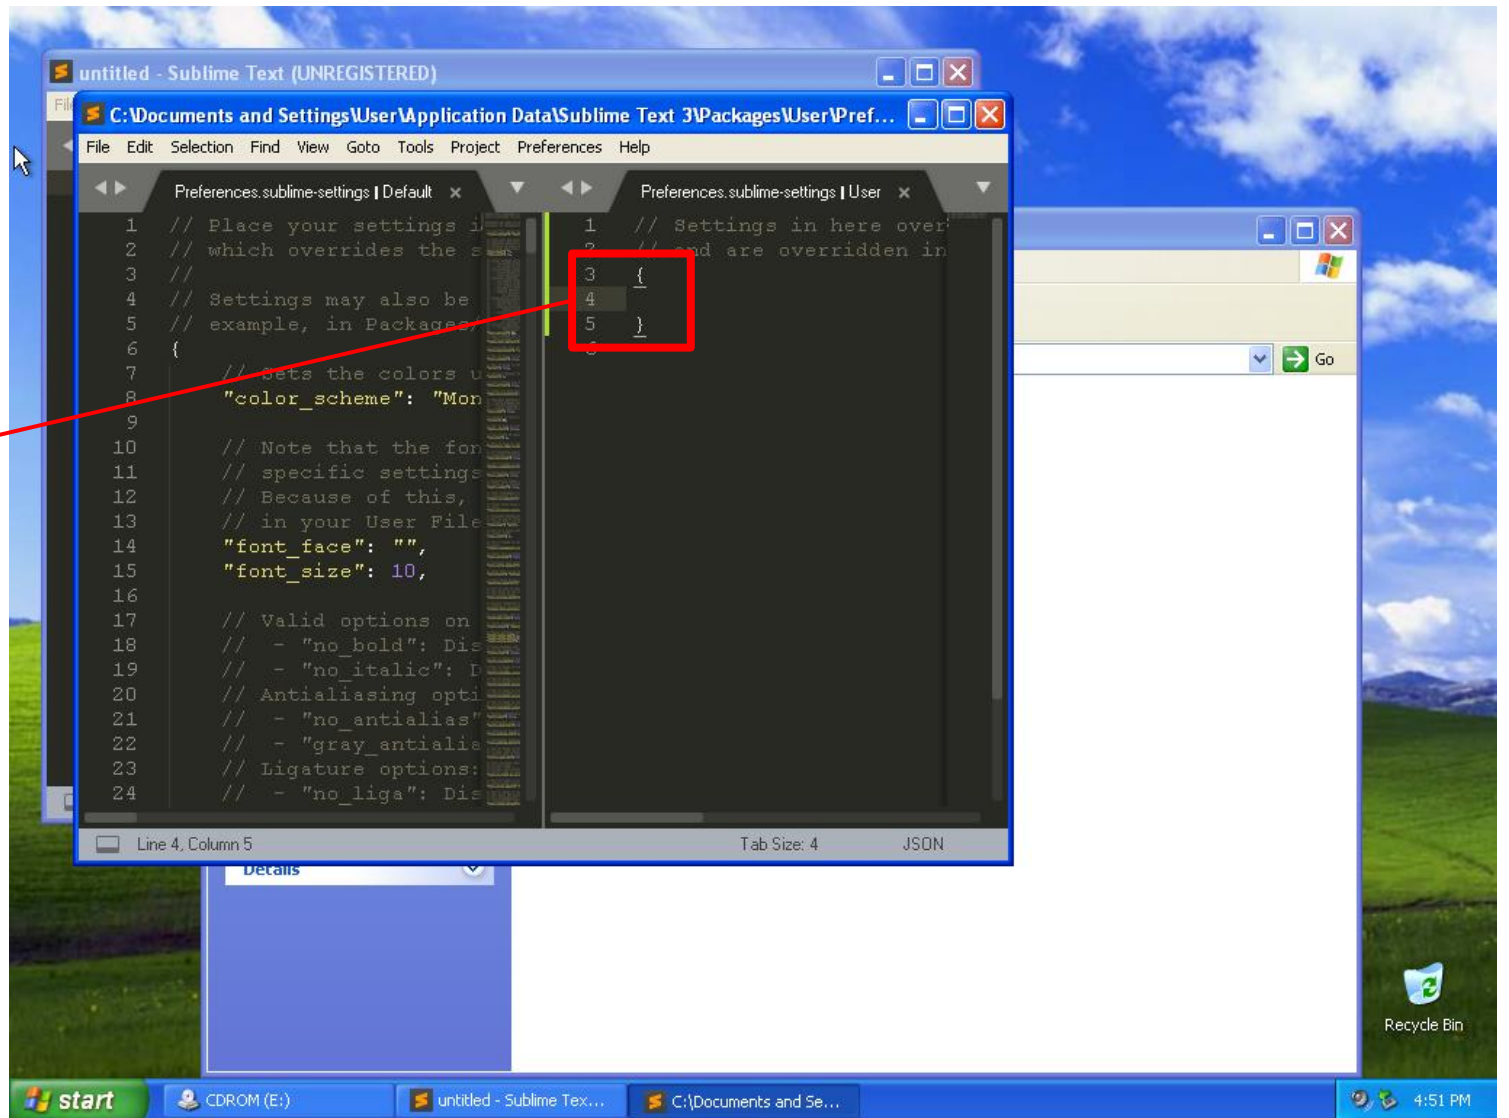 untitled - Sublime Text (UNREGISTERED)
C:\Documents and Settings\User\Application Data\Sublime Text 3\Packages\User\Pref...
File Edit Selection Find View Goto Tools Project Preferences Help
Preferences.sublime-settings | Default
1 // Place your settings
2 // which overrides the
3 //
4 // Settings may also be
5 // example, in Packages/
6 {
7 // Sets the colors
8 "color_scheme": "Mon
9
10 // Note that the fon
11 // specific settings
12 // Because of this,
13 // in your User File
14 "font_face": "",
15 "font_size": 10,
16
17 // Valid options on
18 // - "no_bold": Dis
19 // - "no_italic": D
20 // Antialiasing opti
21 // - "no_antialias"
22 // - "gray_antialia
23 // Ligature options:
24 // - "no_liga": Dis
Preferences.sublime-settings | User
1 // Settings in here over
2 // and are overridden in
3 {
4
5 }
6
Line 4, Column 5
Tab Size: 4 JSON
Go
Details
Recycle Bin
start
CDROM (E:)
untitled - Sublime Tex...
C:\Documents and Se...
4:51 PM